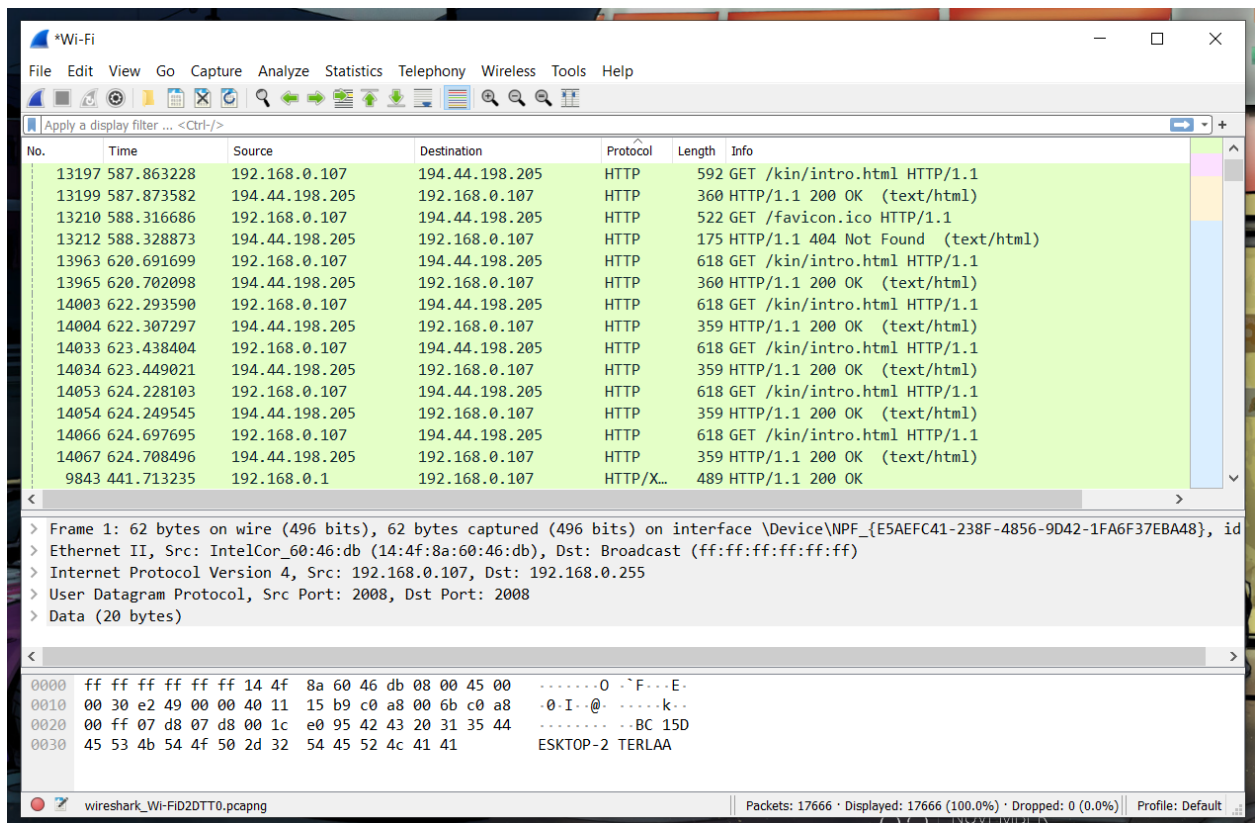 *Wi-Fi
File Edit View Go Capture Analyze Statistics Telephony Wireless Tools Help
Apply a display filter ... <Ctrl-/>
No. Time Source Destination Protocol Length Info
13197 587.863228 192.168.0.107 194.44.198.205 HTTP 592 GET /kin/intro.html HTTP/1.1
13199 587.873582 194.44.198.205 192.168.0.107 HTTP 360 HTTP/1.1 200 OK (text/html)
13210 588.316686 192.168.0.107 194.44.198.205 HTTP 522 GET /favicon.ico HTTP/1.1
13212 588.328873 194.44.198.205 192.168.0.107 HTTP 175 HTTP/1.1 404 Not Found (text/html)
13963 620.691699 192.168.0.107 194.44.198.205 HTTP 618 GET /kin/intro.html HTTP/1.1
13965 620.702098 194.44.198.205 192.168.0.107 HTTP 360 HTTP/1.1 200 OK (text/html)
14003 622.293590 192.168.0.107 194.44.198.205 HTTP 618 GET /kin/intro.html HTTP/1.1
14004 622.307297 194.44.198.205 192.168.0.107 HTTP 359 HTTP/1.1 200 OK (text/html)
14033 623.438404 192.168.0.107 194.44.198.205 HTTP 618 GET /kin/intro.html HTTP/1.1
14034 623.449021 194.44.198.205 192.168.0.107 HTTP 359 HTTP/1.1 200 OK (text/html)
14053 624.228103 192.168.0.107 194.44.198.205 HTTP 618 GET /kin/intro.html HTTP/1.1
14054 624.249545 194.44.198.205 192.168.0.107 HTTP 359 HTTP/1.1 200 OK (text/html)
14066 624.697695 192.168.0.107 194.44.198.205 HTTP 618 GET /kin/intro.html HTTP/1.1
14067 624.708496 194.44.198.205 192.168.0.107 HTTP 359 HTTP/1.1 200 OK (text/html)
9843 441.713235 192.168.0.1 192.168.0.107 HTTP/X... 489 HTTP/1.1 200 OK
Frame 1: 62 bytes on wire (496 bits), 62 bytes captured (496 bits) on interface \Device\NPF_{E5AEFC41-238F-4856-9D42-1FA6F37EBA48}, id
Ethernet II, Src: IntelCor_60:46:db (14:4f:8a:60:46:db), Dst: Broadcast (ff:ff:ff:ff:ff:ff)
Internet Protocol Version 4, Src: 192.168.0.107, Dst: 192.168.0.255
User Datagram Protocol, Src Port: 2008, Dst Port: 2008
Data (20 bytes)
0000 ff ff ff ff ff ff 14 4f 8a 60 46 db 08 00 45 00 ·······O ·`F···E·
0010 00 30 e2 49 00 00 40 11 15 b9 c0 a8 00 6b c0 a8 ·0·I··@· ·····k··
0020 00 ff 07 d8 07 d8 00 1c e0 95 42 43 20 31 35 44 ········ ··BC 15D
0030 45 53 4b 54 4f 50 2d 32 54 45 52 4c 41 41 ESKTOP-2 TERLAA
wireshark_Wi-FiD2DTT0.pcapng Packets: 17666 · Displayed: 17666 (100.0%) · Dropped: 0 (0.0%) Profile: Default